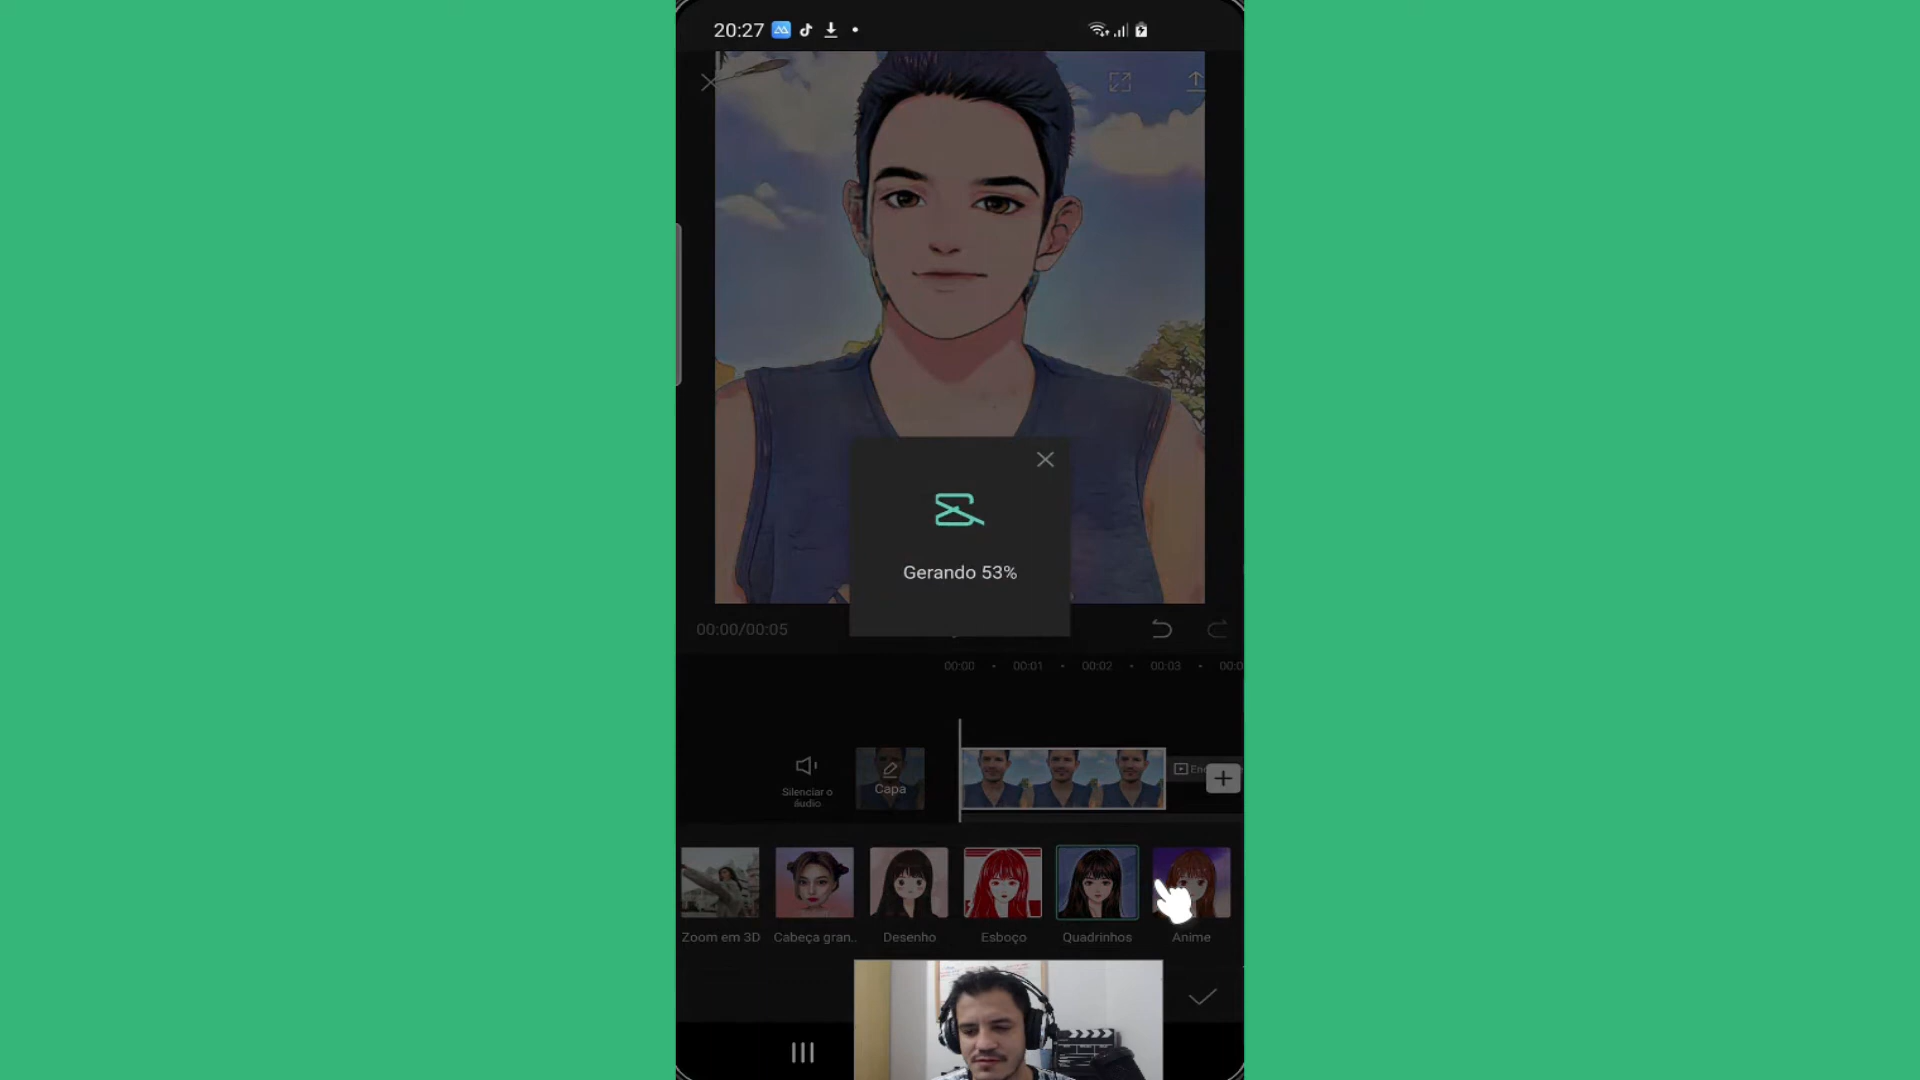 20:27
Gerando 53%
00:00/00:05
00:00 00:01 00:02 00:03
Silenciar o
áudio
Capa
Zoom em 3D Cabeça gran.. Desenho Esboço Quadrinhos Anime